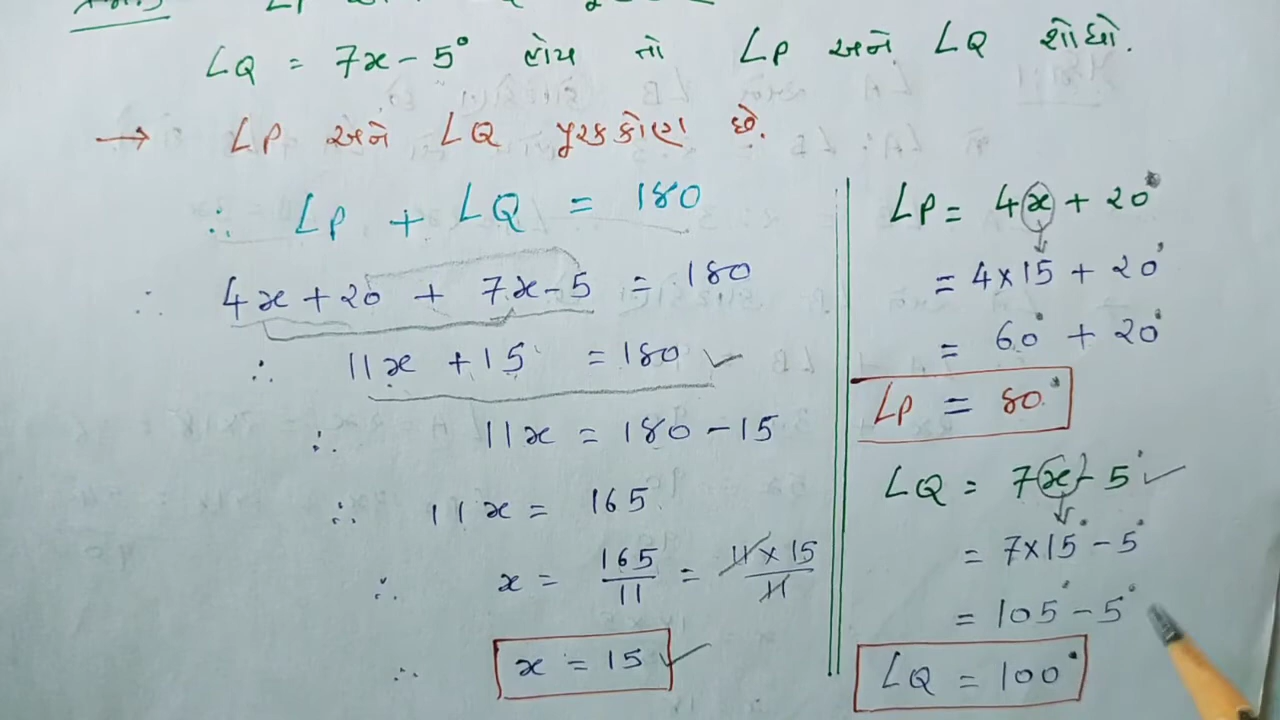 ∠Q = 7x - 5° હોય તો ∠P અને ∠Q શોધો.
→ ∠P અને ∠Q પુરકકોણ છે.
∴ ∠P + ∠Q = 180
∴ 4x + 20 + 7x - 5 = 180
∴ 11x + 15 = 180 ✓
∴ 11x = 180 - 15
∴ 11x = 165
∴ x = 165/11 = 11 × 15/11
∴ x = 15 ✓
∠P = 4x + 20°
= 4 × 15 + 20°
= 60° + 20°
∠P = 80°
∠Q = 7x - 5° ✓
= 7 × 15° - 5°
= 105° - 5°
∠Q = 100°